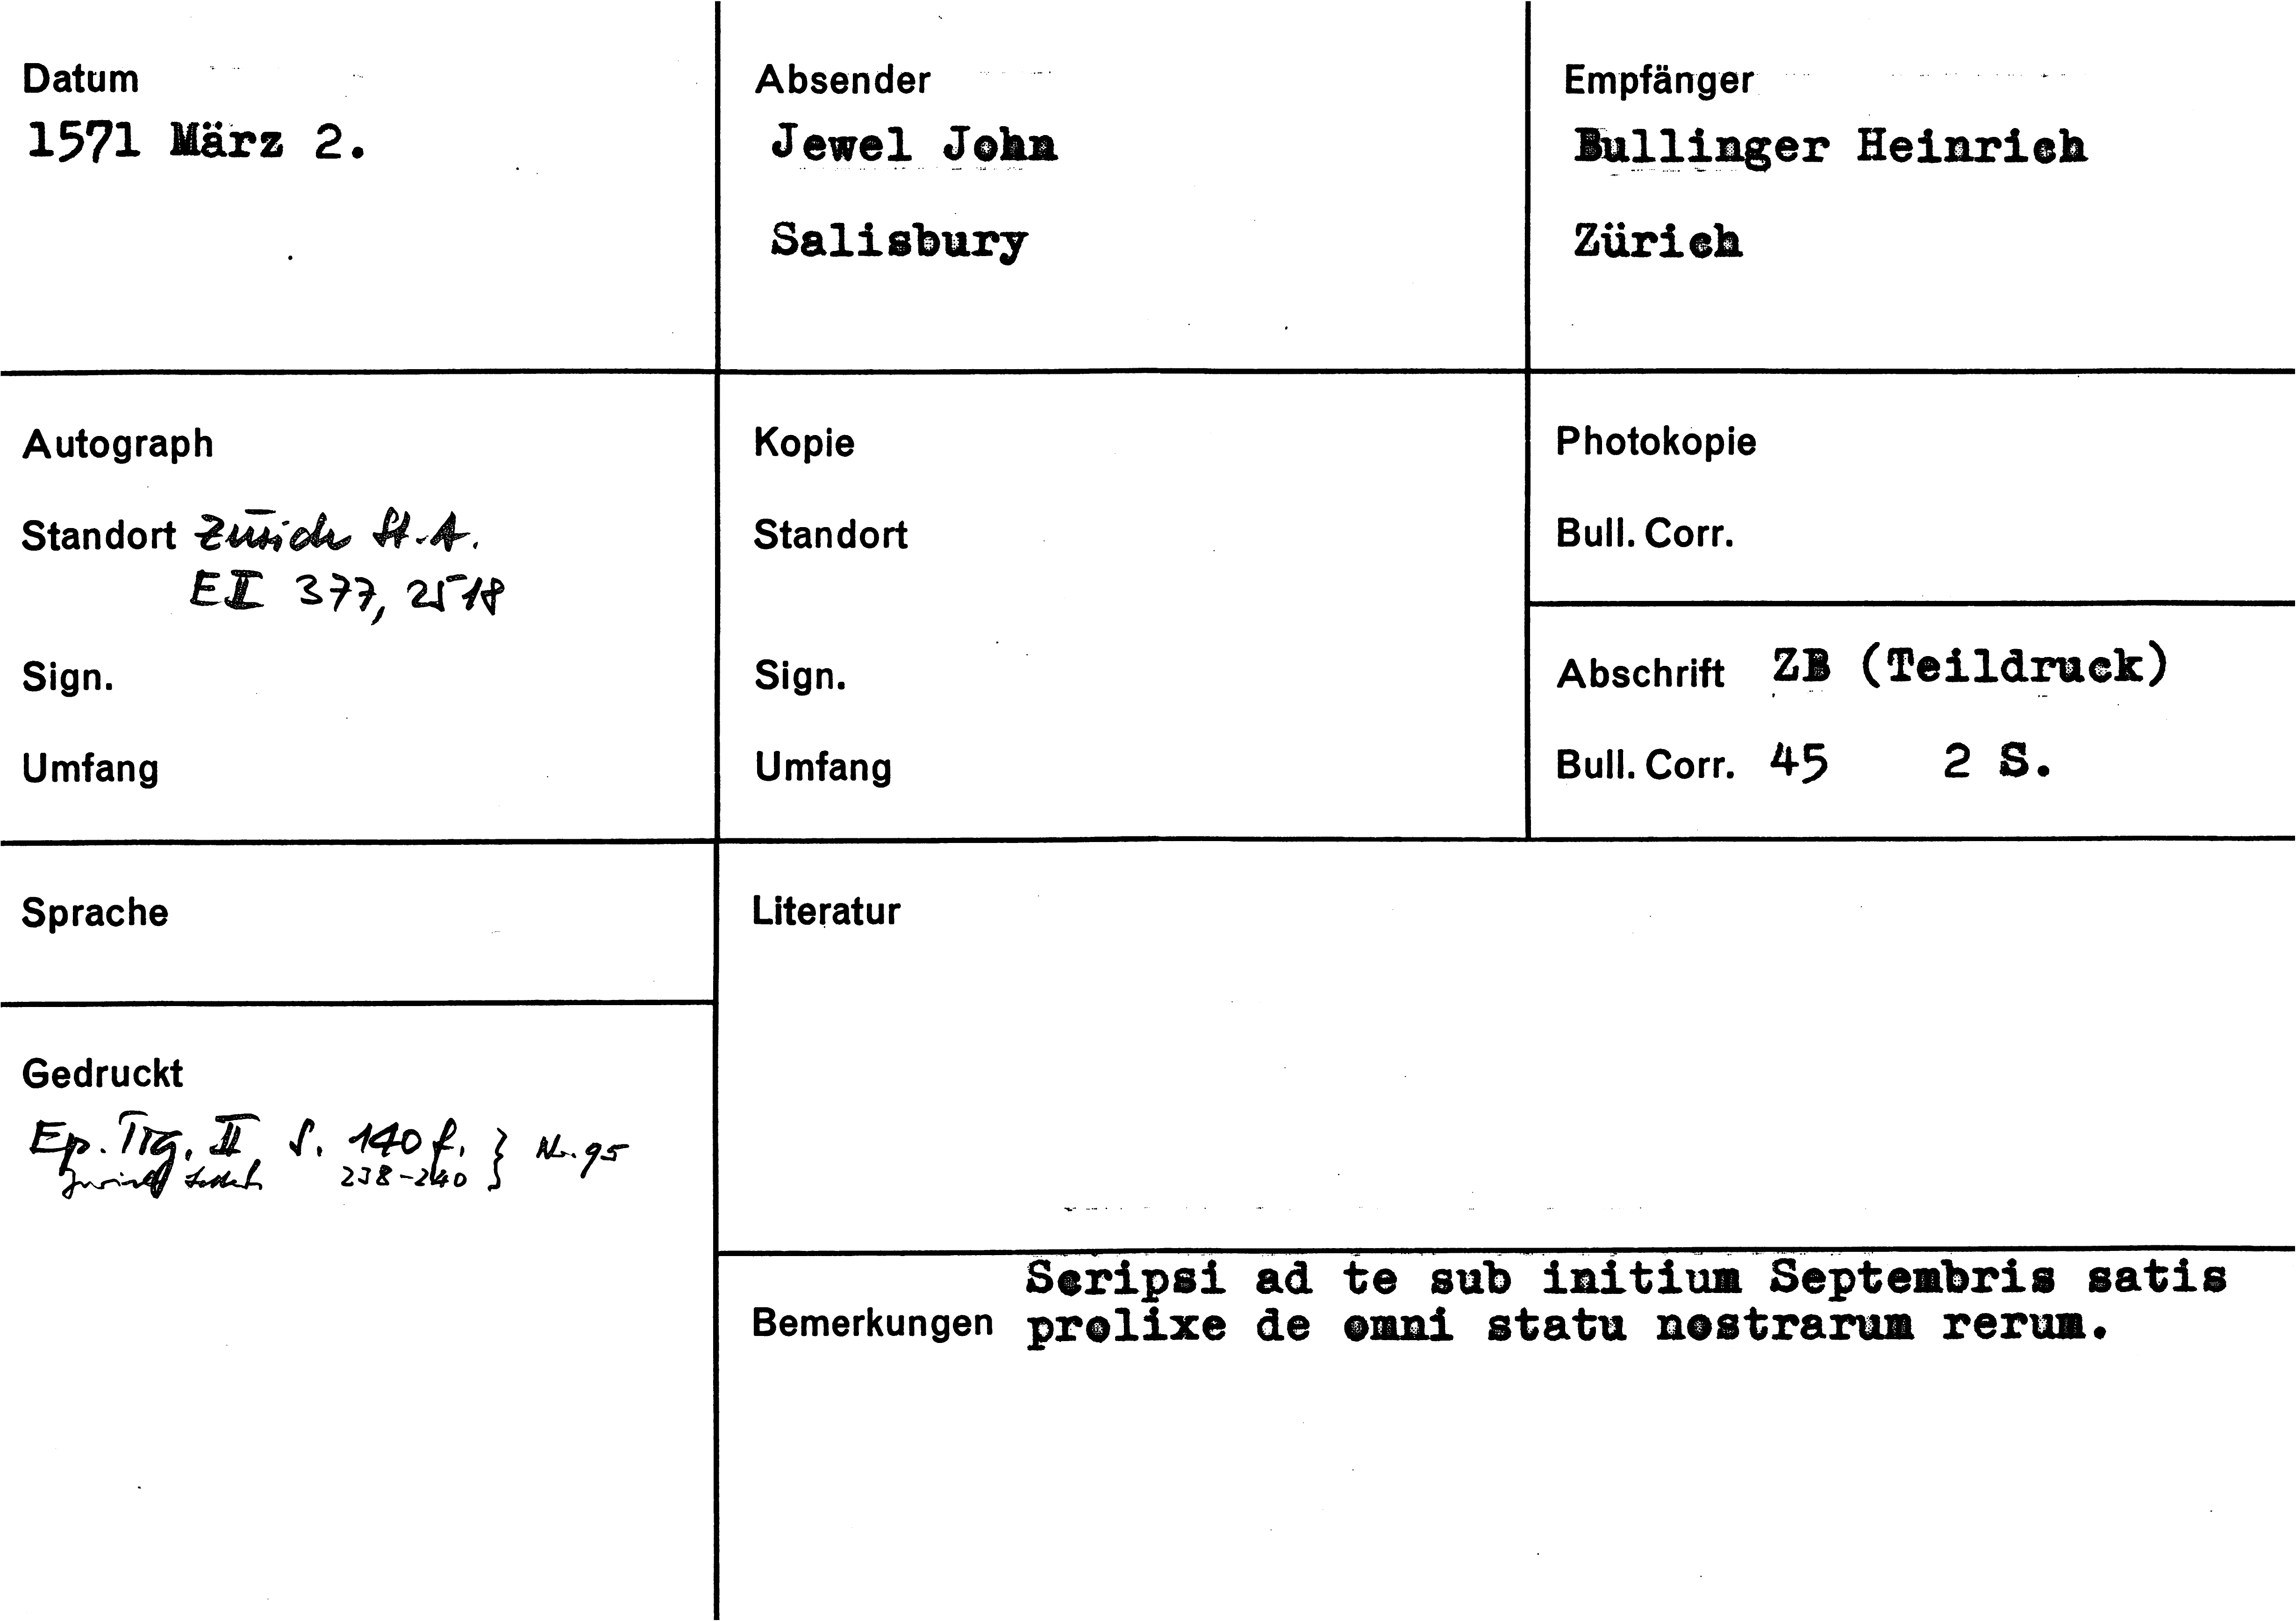 Datum
1571 März 2.
Absender
Jewel John
Salisbury
Empfänger
Bullinger Heinrich
Zürich
Autograph
Standort Zürich St.A.
EII 377, 2518
Sign.
Umfang
Kopie
Standort
Sign.
Umfang
Photokopie
Bull. Corr.
Abschrift ZB (Teildruck)
Bull. Corr. 45 2 S.
Sprache
Gedruckt
Ep. Tig. II S. 140 f. } Nr. 95
238-240
Literatur
Bemerkungen
Scripsi ad te sub initium Septembris satis
prolixe de omni statu nostrarum rerum.